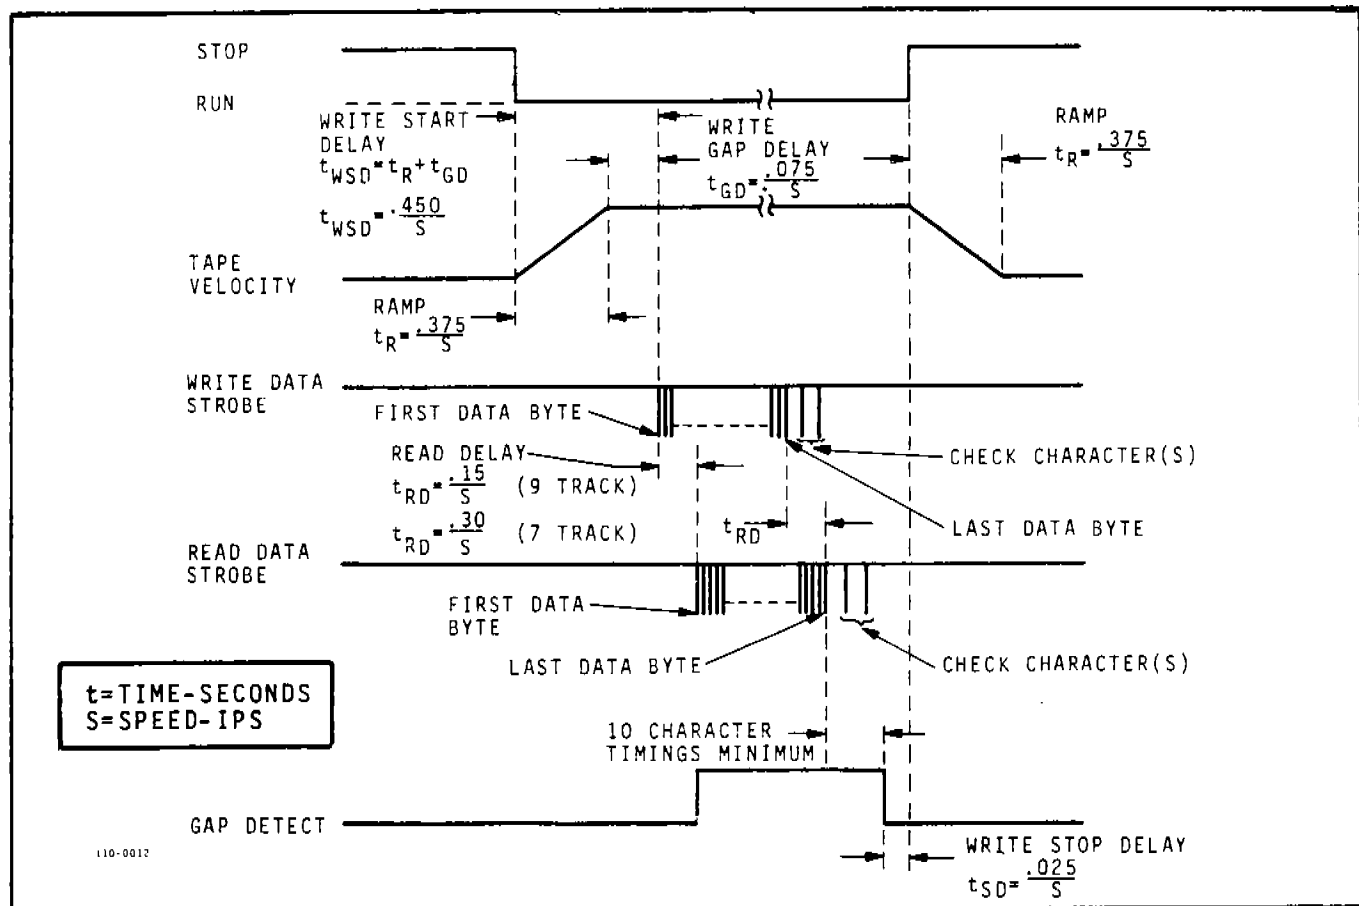 STOP
RUN
WRITE START
DELAY
tWSD=tR+tGD
tWSD=.450/S
WRITE
GAP DELAY
tGD=.075/S
RAMP
tR=.375/S
TAPE
VELOCITY
RAMP
tR=.375/S
WRITE DATA
STROBE
FIRST DATA BYTE
CHECK CHARACTER(S)
READ DELAY
tRD=.15/S (9 TRACK)
tRD=.30/S (7 TRACK)
tRD
LAST DATA BYTE
READ DATA
STROBE
FIRST DATA
BYTE
LAST DATA BYTE
CHECK CHARACTER(S)
t=TIME-SECONDS
S=SPEED-IPS
10 CHARACTER
TIMINGS MINIMUM
GAP DETECT
WRITE STOP DELAY
tSD=.025/S
110-0012